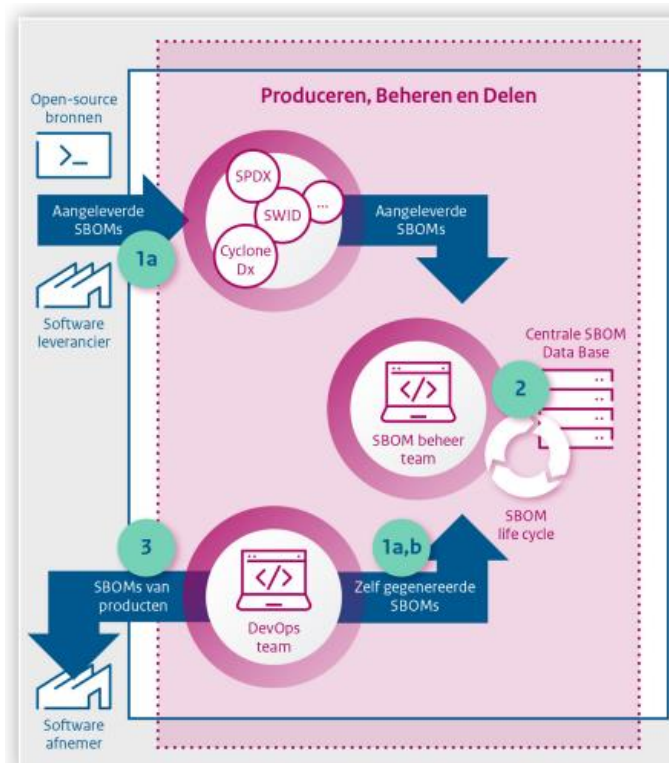 Produceren, Beheren en Delen
Open-source
bronnen
>_
Aangeleverde
SBOMs
1a
Software
leverancier
SPDX
SWID
...
Cyclone
Dx
Aangeleverde
SBOMs
Centrale SBOM
Data Base
2
</>
SBOM beheer
team
SBOM
life cycle
3
SBOMs van
producten
</>
DevOps
team
1a,b
Zelf gegenereerde
SBOMs
Software
afnemer